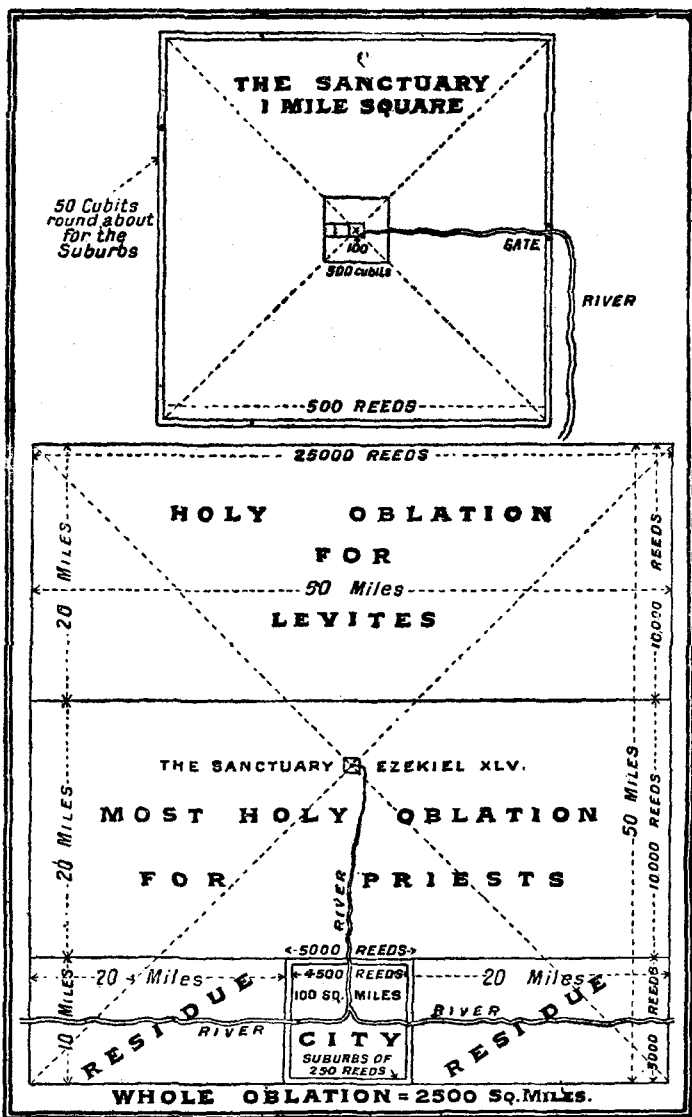 THE SANCTUARY
1 MILE SQUARE
50 Cubits
round about
for the
Suburbs
100
500 cubits
GATE
RIVER
500 REEDS
25000 REEDS
HOLY OBLATION
FOR
50 Miles
LEVITES
20 MILES
10,000 REEDS
THE SANCTUARY EZEKIEL XLV.
MOST HOLY OBLATION
FOR PRIESTS
20 MILES
50 MILES
10,000 REEDS
RIVER
5000 REEDS
20 Miles
4500 REEDS
20 Miles
100 SQ. MILES
10 MILES
RESIDUE
RIVER
RIVER
RESIDUE
5000 REEDS
CITY
SUBURBS OF
250 REEDS
WHOLE OBLATION = 2500 SQ. MILES.